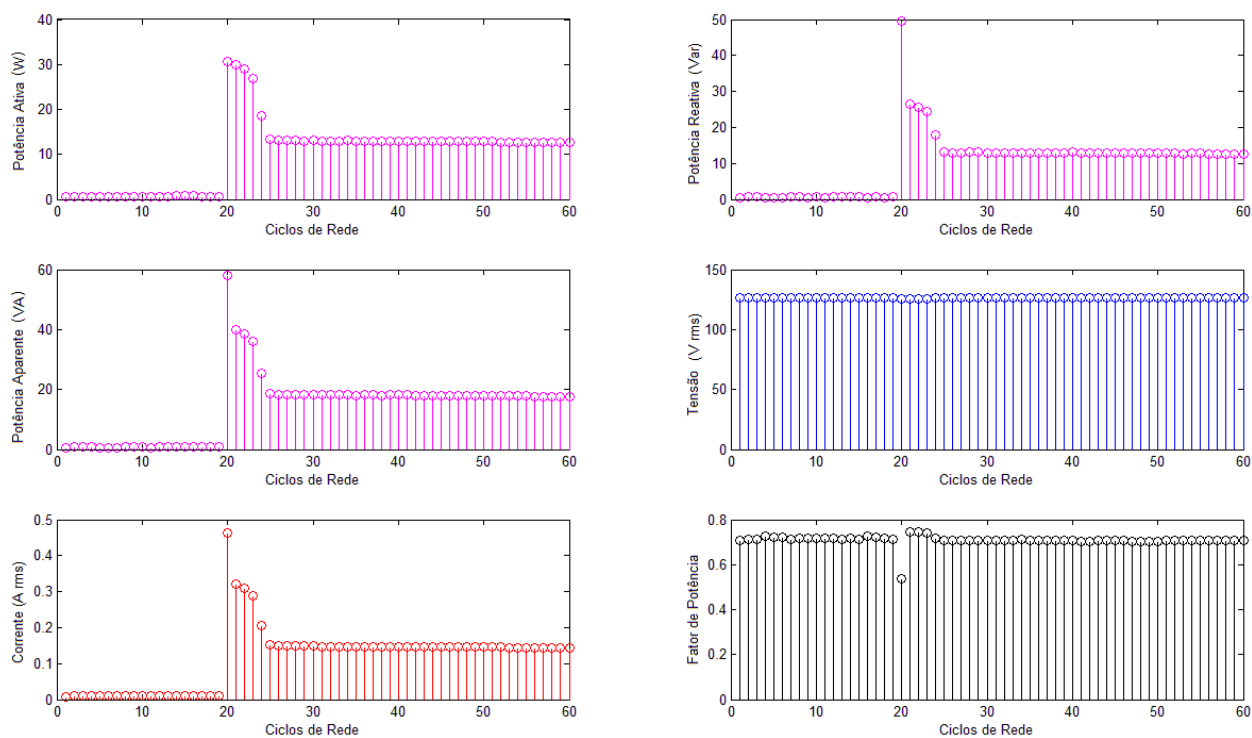 40
30
20
10
0
Potência Ativa (W)
0 10 20 30 40 50 60
Ciclos de Rede
50
40
30
20
10
0
Potência Reativa (Var)
0 10 20 30 40 50 60
Ciclos de Rede
60
40
20
0
Potência Aparente (VA)
0 10 20 30 40 50 60
Ciclos de Rede
150
100
50
0
Tensão (V rms)
0 10 20 30 40 50 60
Ciclos de Rede
0.5
0.4
0.3
0.2
0.1
0
Corrente (A rms)
0 10 20 30 40 50 60
Ciclos de Rede
0.8
0.6
0.4
0.2
0
Fator de Potência
0 10 20 30 40 50 60
Ciclos de Rede